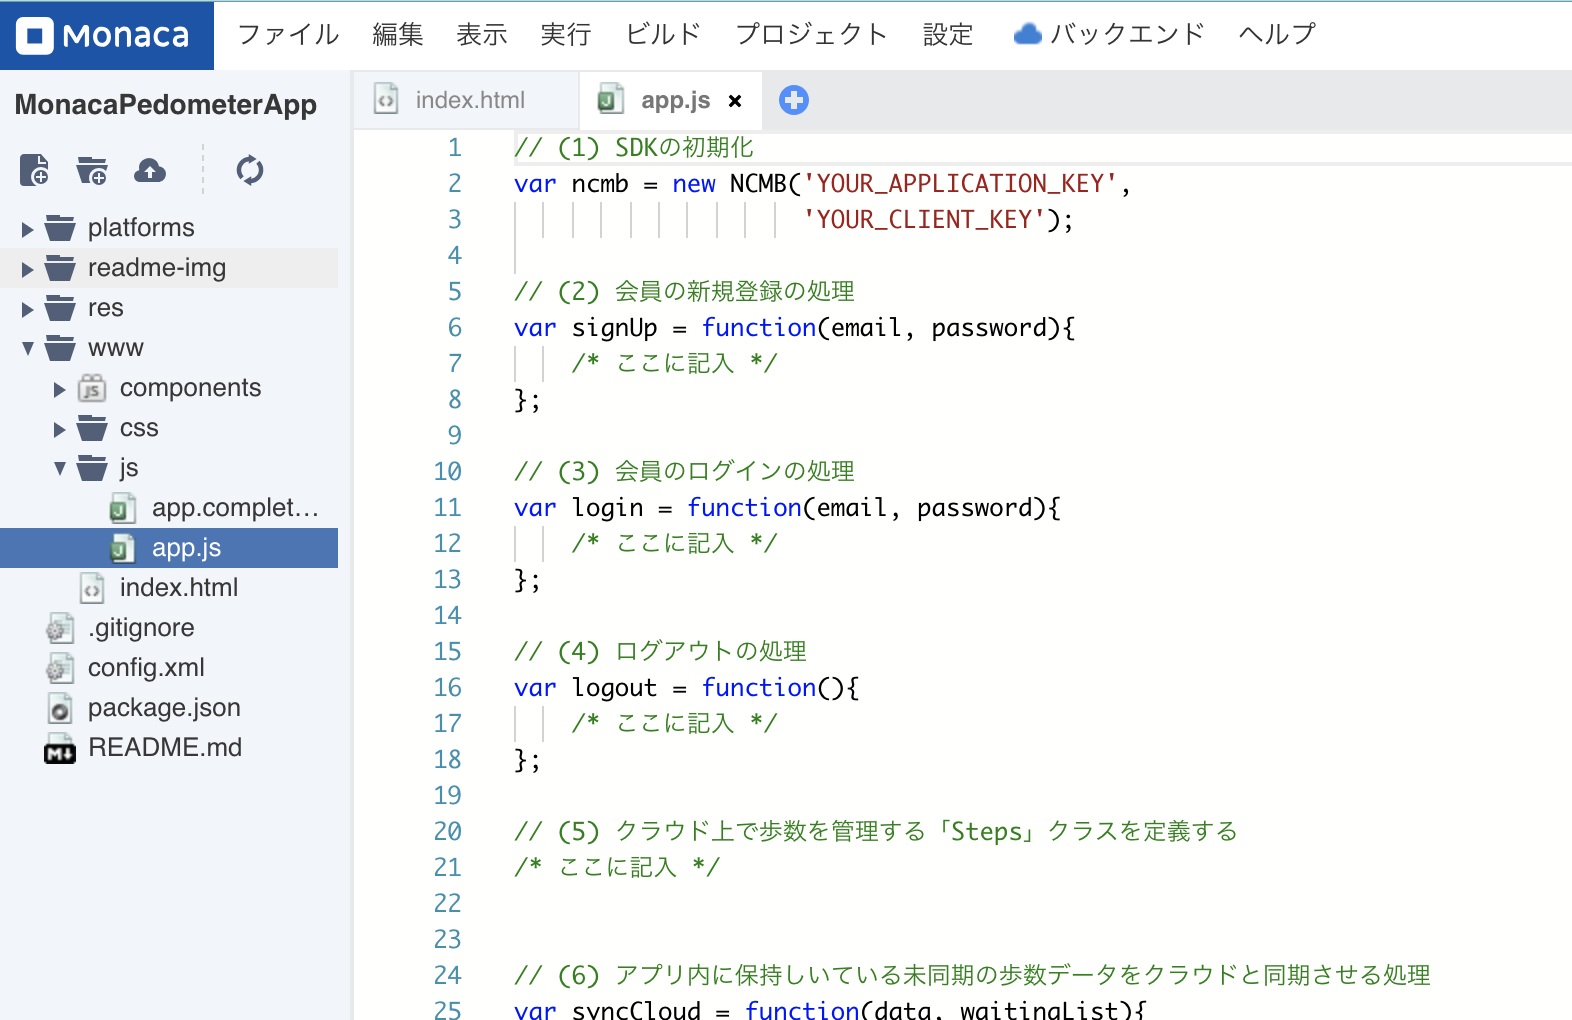 Monaca ファイル 編集 表示 実行 ビルド プロジェクト 設定 バックエンド ヘルプ
MonacaPedometerApp
platforms
readme-img
res
www
components
css
js
app.complet…
app.js
index.html
.gitignore
config.xml
package.json
README.md
index.html app.js
1 // (1) SDKの初期化
2 var ncmb = new NCMB('YOUR_APPLICATION_KEY',
3 'YOUR_CLIENT_KEY');
4
5 // (2) 会員の新規登録の処理
6 var signUp = function(email, password){
7 /* ここに記入 */
8 };
9
10 // (3) 会員のログインの処理
11 var login = function(email, password){
12 /* ここに記入 */
13 };
14
15 // (4) ログアウトの処理
16 var logout = function(){
17 /* ここに記入 */
18 };
19
20 // (5) クラウド上で歩数を管理する「Steps」クラスを定義する
21 /* ここに記入 */
22
23
24 // (6) アプリ内に保持しいている未同期の歩数データをクラウドと同期させる処理
25 var syncCloud = function(data, waitingList){